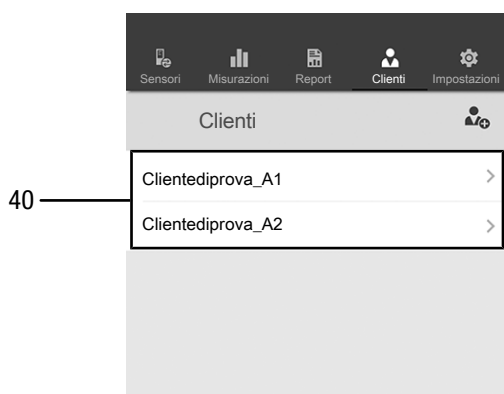 Sensori Misurazioni Report Clienti Impostazioni
Clienti
Clientediprova_A1
40
Clientediprova_A2